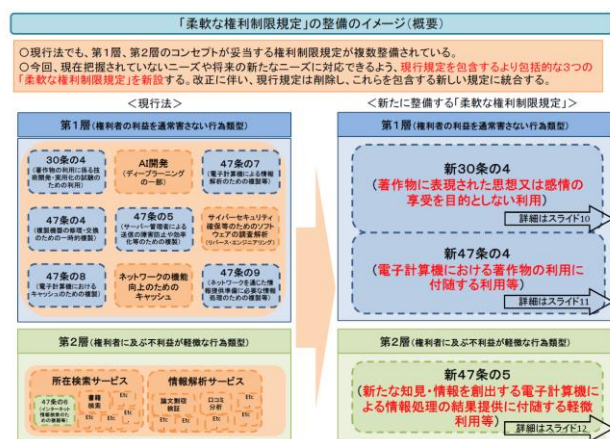 「柔軟な権利制限規定」の整備のイメージ(概要)
○現行法でも、第1層、第2層のコンセプトが妥当する権利制限規定が複数整備されている。
○今回、現在把握されていないニーズや将来の新たなニーズに対応できるよう、現行規定を包含するより包括的な3つの
「柔軟な権利制限規定」を新設する。改正に伴い、現行規定は削除し、これらを包含する新しい規定に統合する。
<現行法>
第1層(権利者の利益を通常害さない行為類型)
30条の4
(著作物の利用に係る技
術開発・実用化の試験の
ための利用)
AI開発
(ディープラーニング
の一部)
47条の7
(電子計算機による情報
解析のための複製等)
47条の4
(複製機器の修理・交換
のための一時的複製)
47条の5
(サーバー管理者による
送信の障害防止や効率
化等のための複製)
サイバーセキュリティ
確保等のためのソフト
ウェアの調査解析
(リバース・エンジニアリング)
47条の8
(電子計算機における
キャッシュのための複製)
ネットワークの機能
向上のための
キャッシュ
47条の9
(ネットワークを通じた情
報提供準備に必要な情報
処理のための複製等)
第2層(権利者に及ぶ不利益が軽微な行為類型)
所在検索サービス
47条の6
(インターネット
情報検索のため
の複製等)
書籍
検索
Etc
Etc
Etc
Etc
情報解析サービス
論文剽窃
検証
口コミ
分析
Etc
Etc
Etc
Etc
Etc
<新たに整備する「柔軟な権利制限規定」>
第1層(権利者の利益を通常害さない行為類型)
新30条の4
(著作物に表現された思想又は感情の
享受を目的としない利用)
詳細はスライド10
新47条の4
(電子計算機における著作物の利用に
付随する利用等)
詳細はスライド11
第2層(権利者に及ぶ不利益が軽微な行為類型)
新47条の5
(新たな知見・情報を創出する電子計算機に
よる情報処理の結果提供に付随する軽微
利用等)
詳細はスライド12